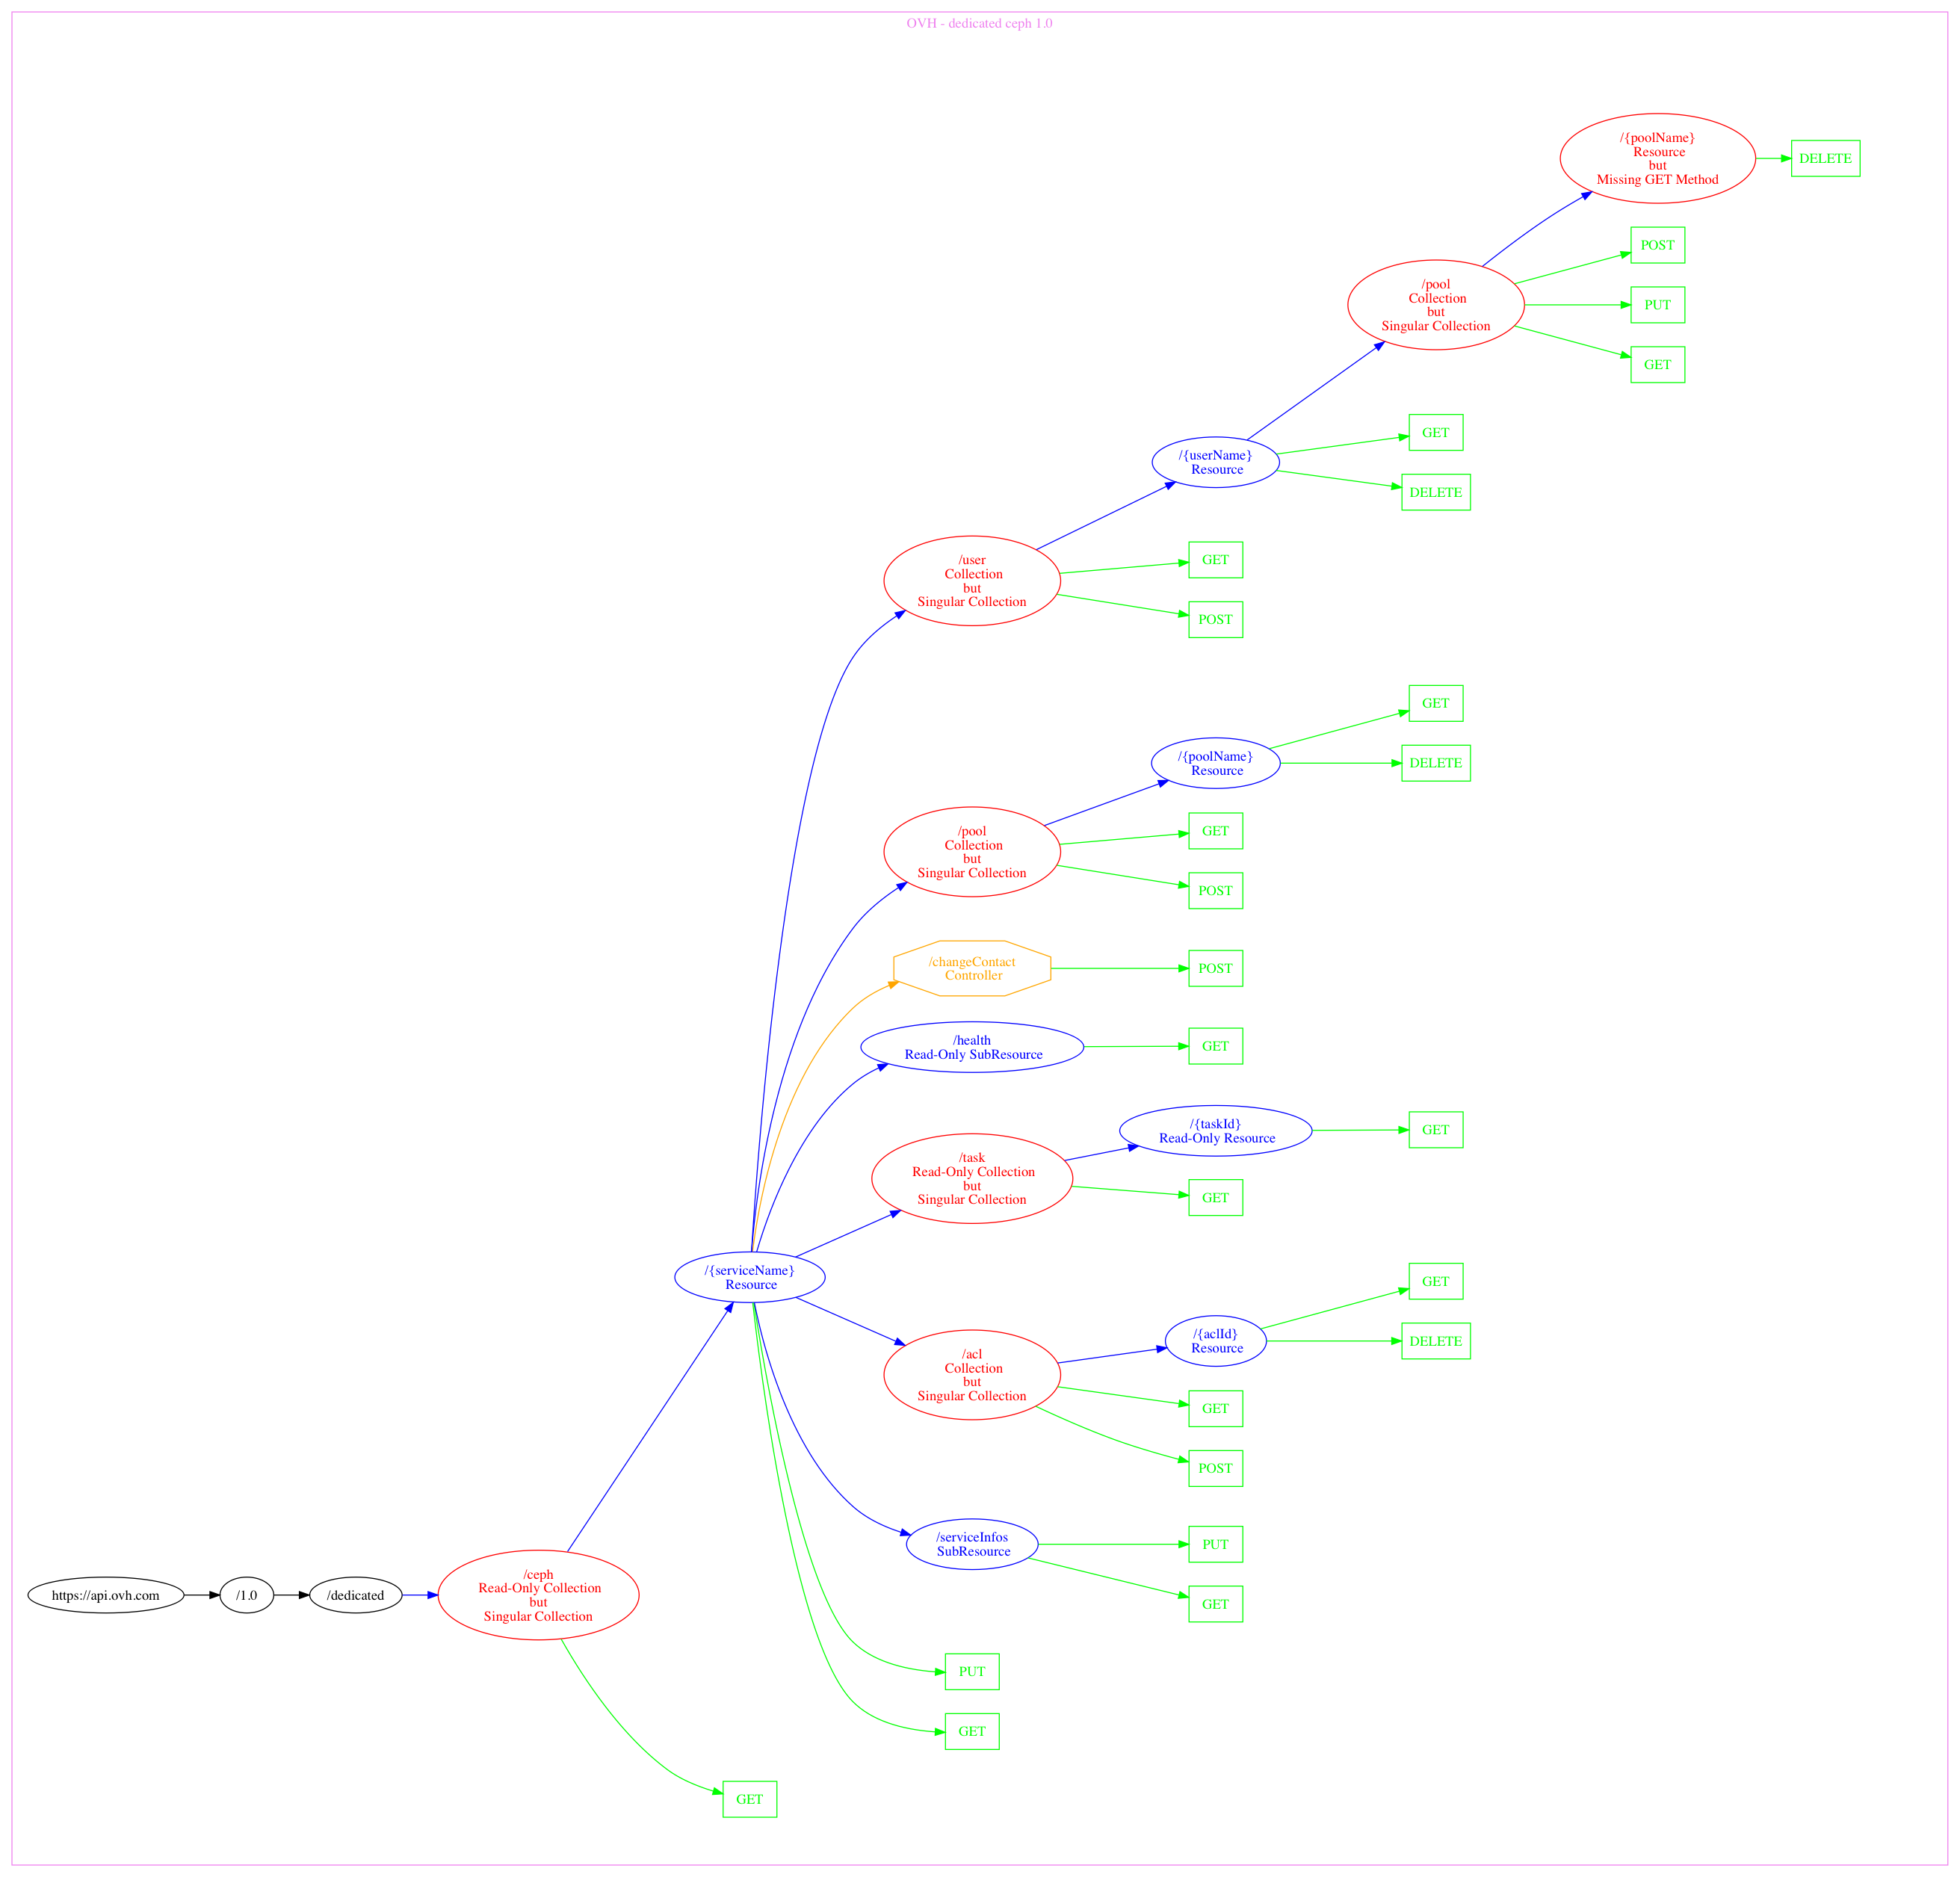 OVH - dedicated ceph 1.0
/{poolName}
Resource
but
Missing GET Method
DELETE
POST
/pool
Collection
but
Singular Collection
PUT
GET
/{userName}
Resource
GET
DELETE
/user
Collection
but
Singular Collection
GET
POST
/{poolName}
Resource
GET
DELETE
/pool
Collection
but
Singular Collection
GET
POST
/changeContact
Controller
POST
/health
Read-Only SubResource
GET
/{taskId}
Read-Only Resource
GET
/task
Read-Only Collection
but
Singular Collection
GET
/{serviceName}
Resource
/{aclId}
Resource
GET
DELETE
/acl
Collection
but
Singular Collection
GET
POST
/serviceInfos
SubResource
PUT
GET
https://api.ovh.com
/1.0
/dedicated
/ceph
Read-Only Collection
but
Singular Collection
PUT
GET
GET